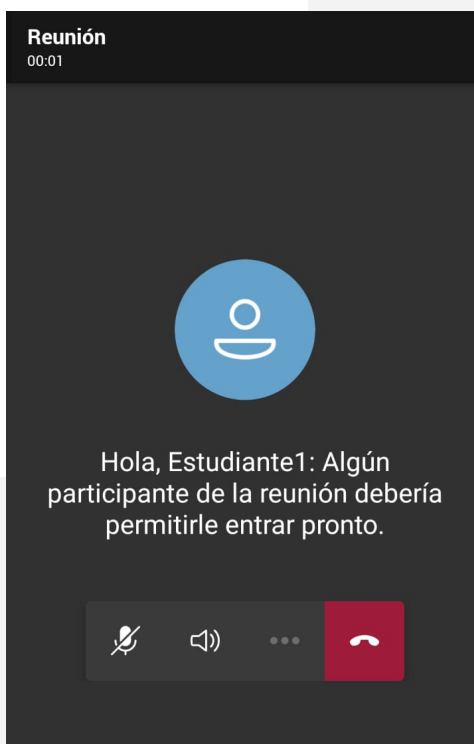 Reunión
00:01
Hola, Estudiante1: Algún
participante de la reunión debería
permitirle entrar pronto.